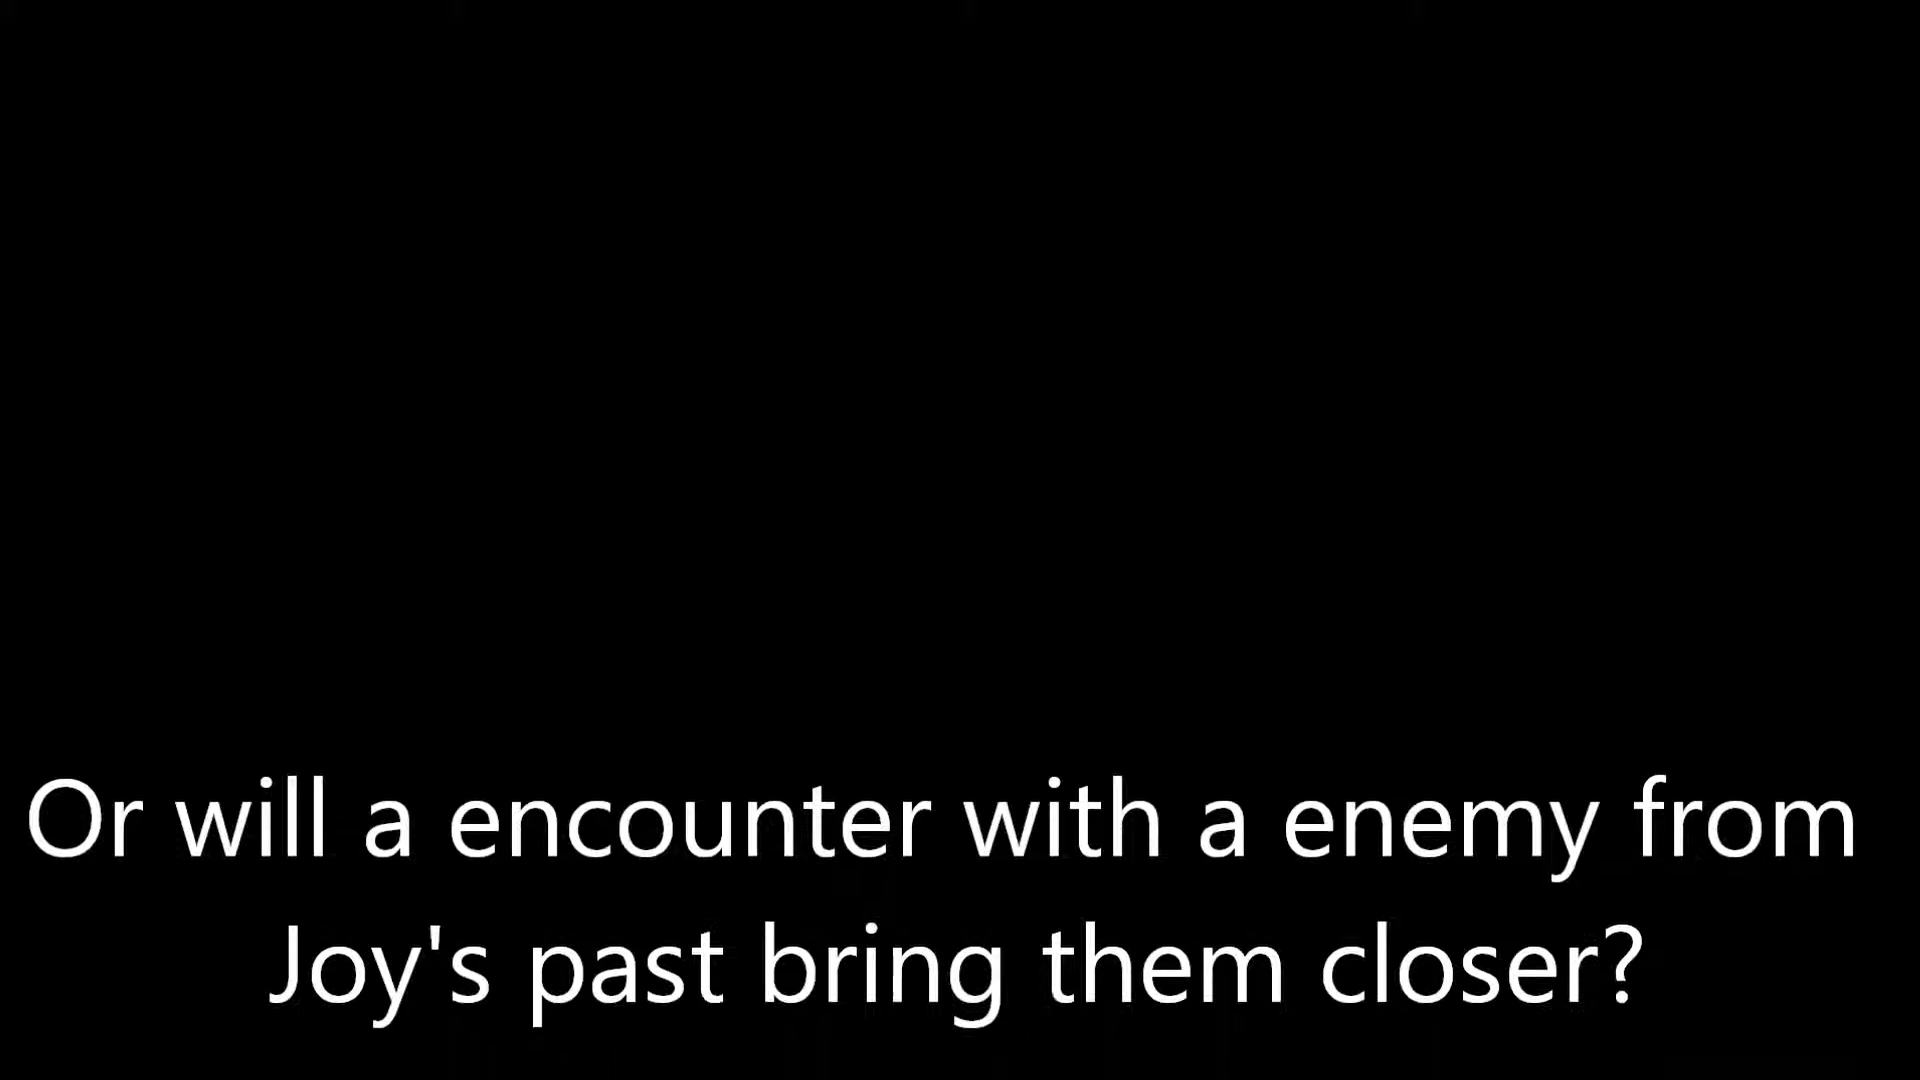 Or will a encounter with a enemy from
Joy's past bring them closer?